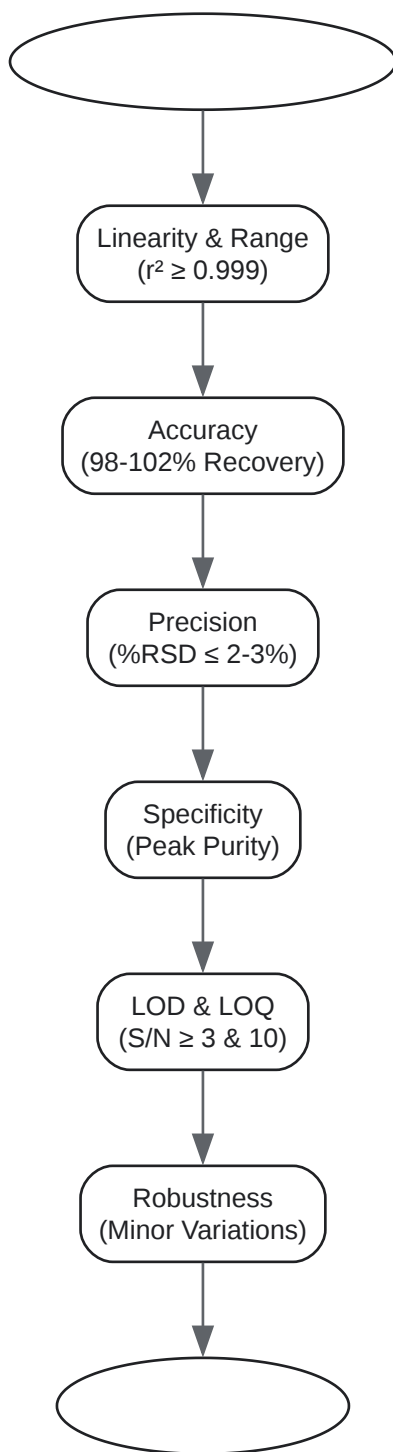 Linearity & Range
(r² ≥ 0.999)
Accuracy
(98-102% Recovery)
Precision
(%RSD ≤ 2-3%)
Specificity
(Peak Purity)
LOD & LOQ
(S/N ≥ 3 & 10)
Robustness
(Minor Variations)